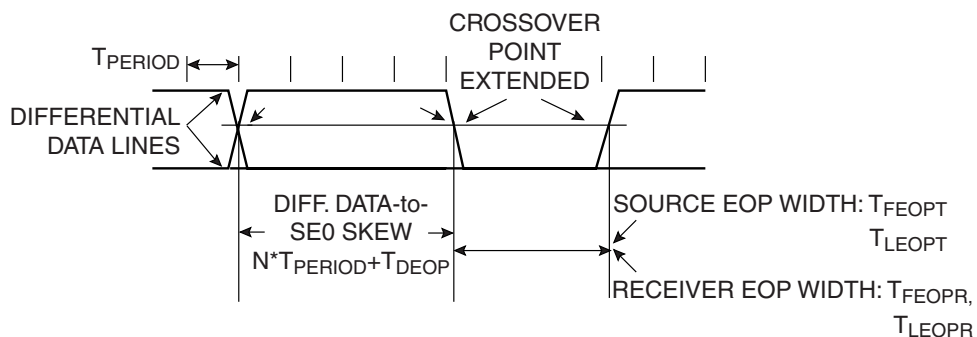 TPERIOD
CROSSOVER
POINT
EXTENDED
DIFFERENTIAL
DATA LINES
DIFF. DATA-to-
SE0 SKEW
N*TPERIOD+TDEOP
SOURCE EOP WIDTH: TFEOPT
TLEOPT
RECEIVER EOP WIDTH: TFEOPR,
TLEOPR